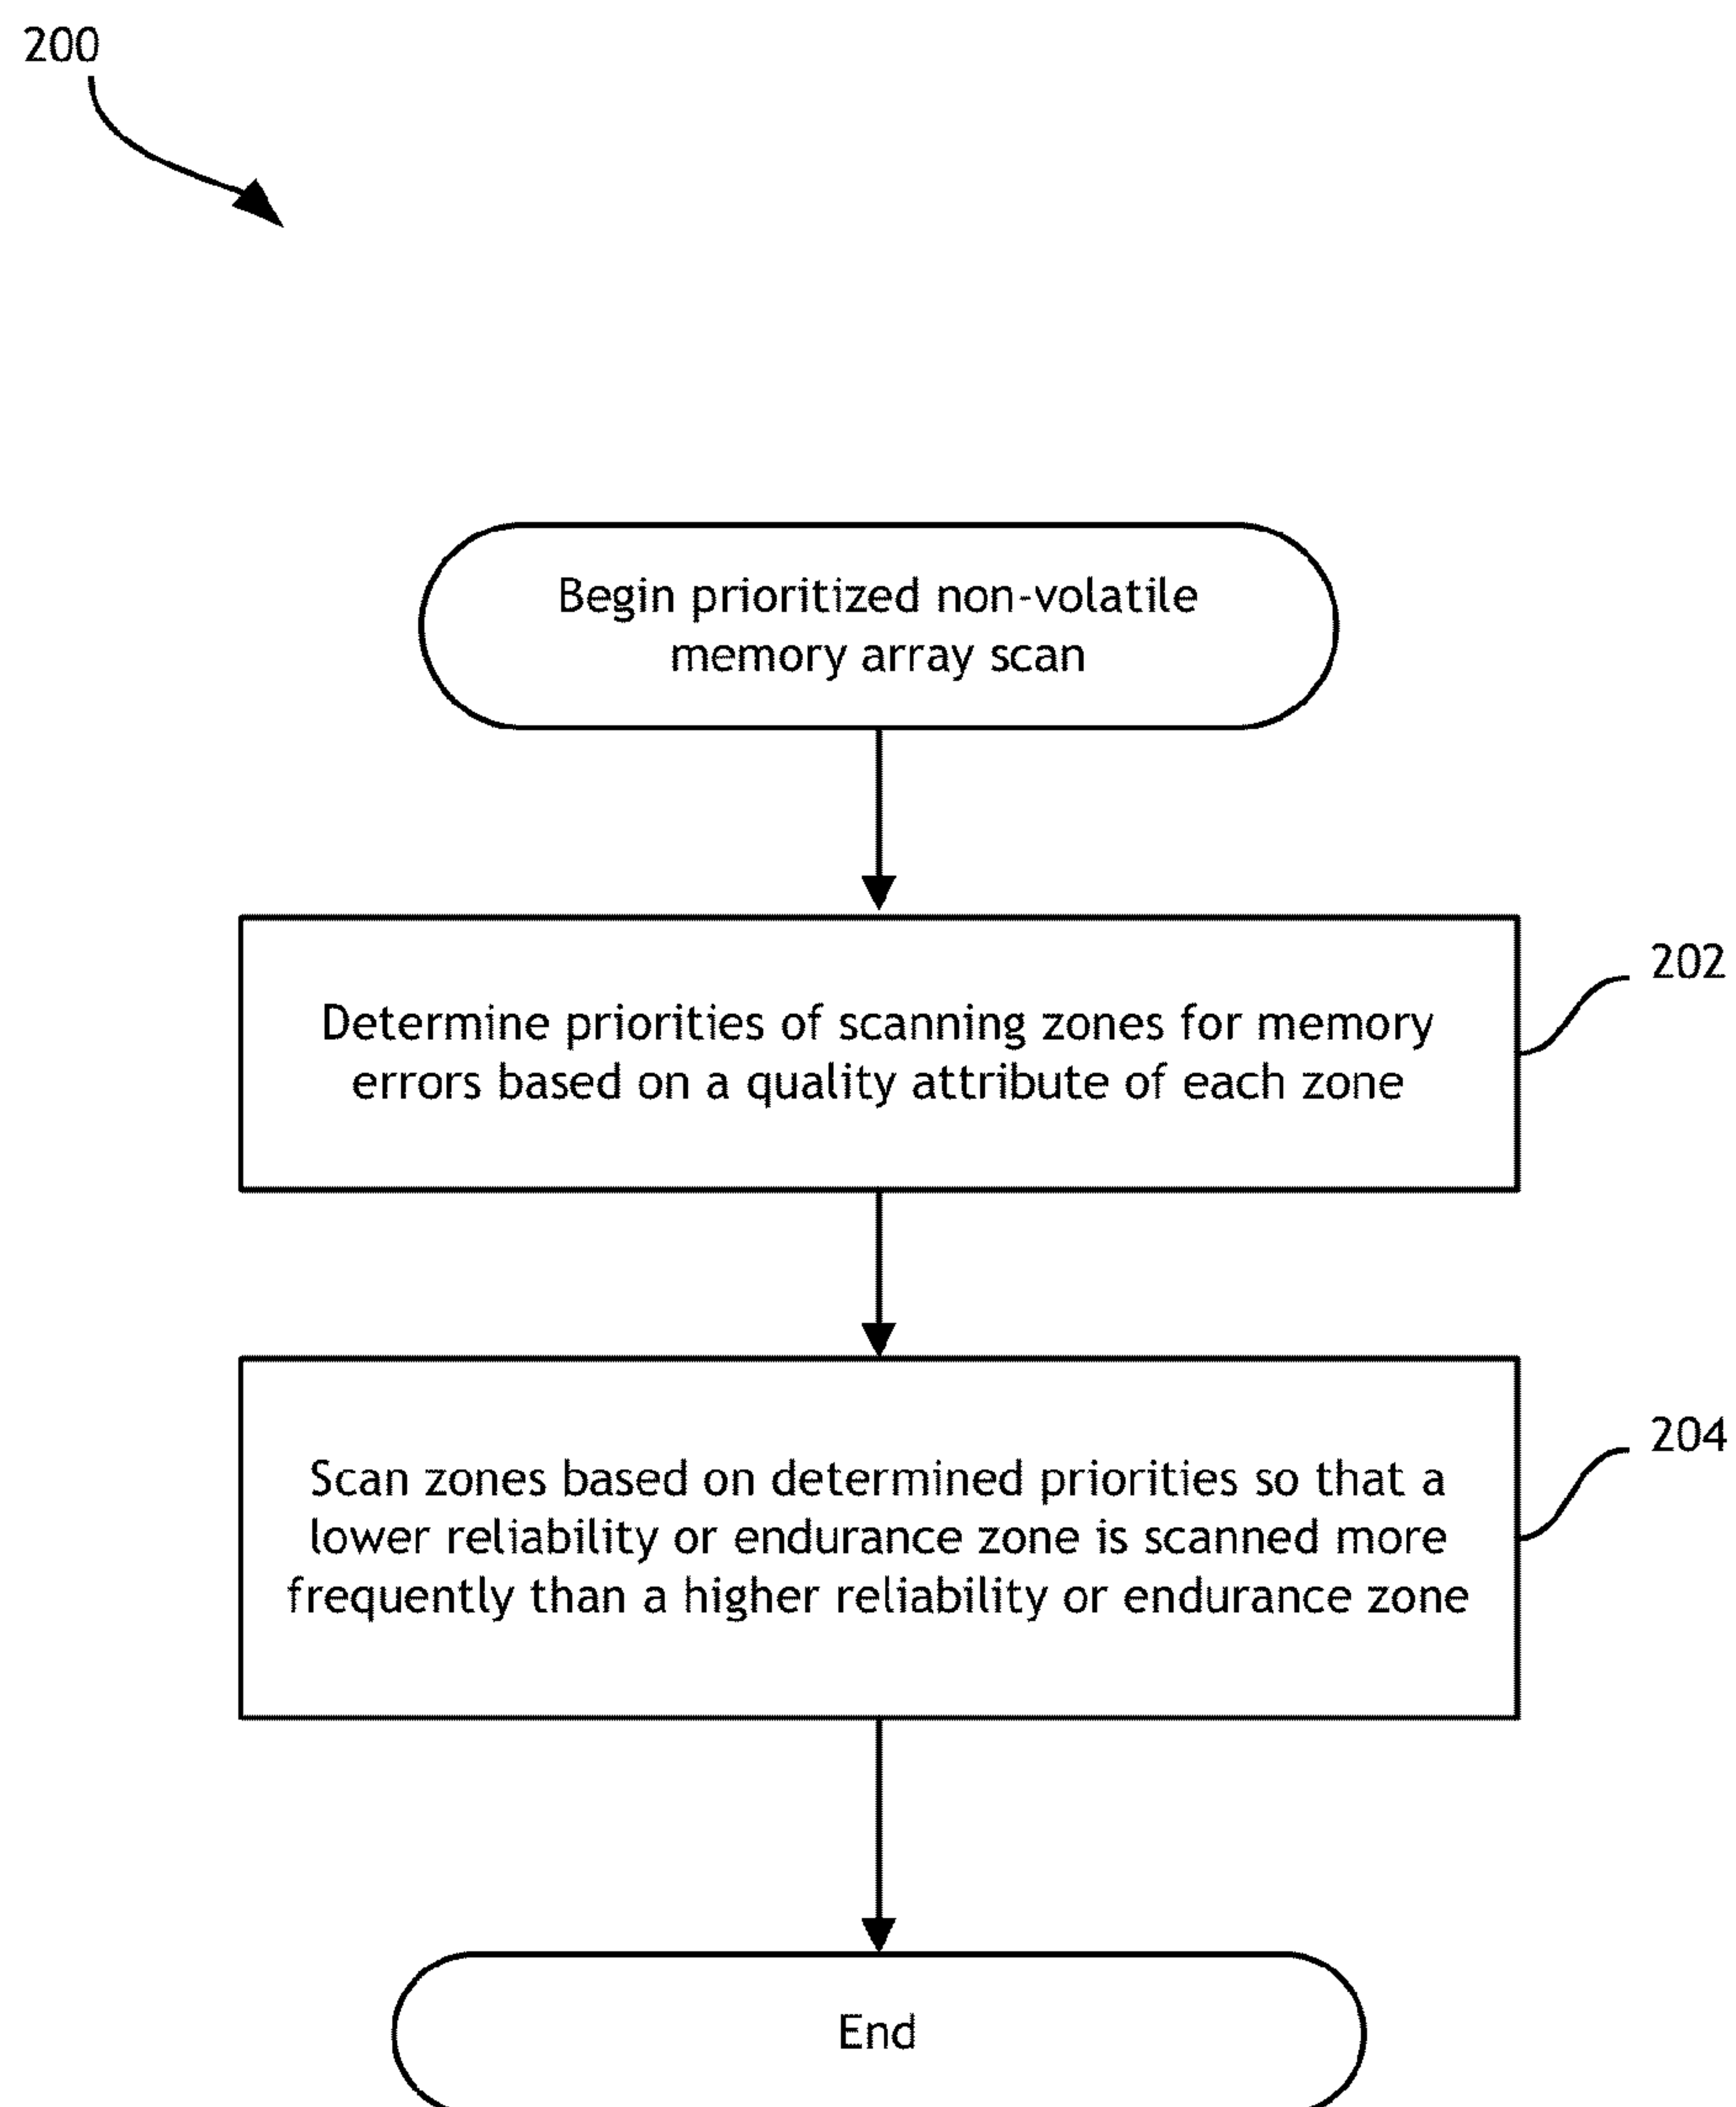 200
Begin prioritized non-volatile
memory array scan
202
Determine priorities of scanning zones for memory
errors based on a quality attribute of each zone
204
Scan zones based on determined priorities so that a
lower reliability or endurance zone is scanned more
frequently than a higher reliability or endurance zone
End